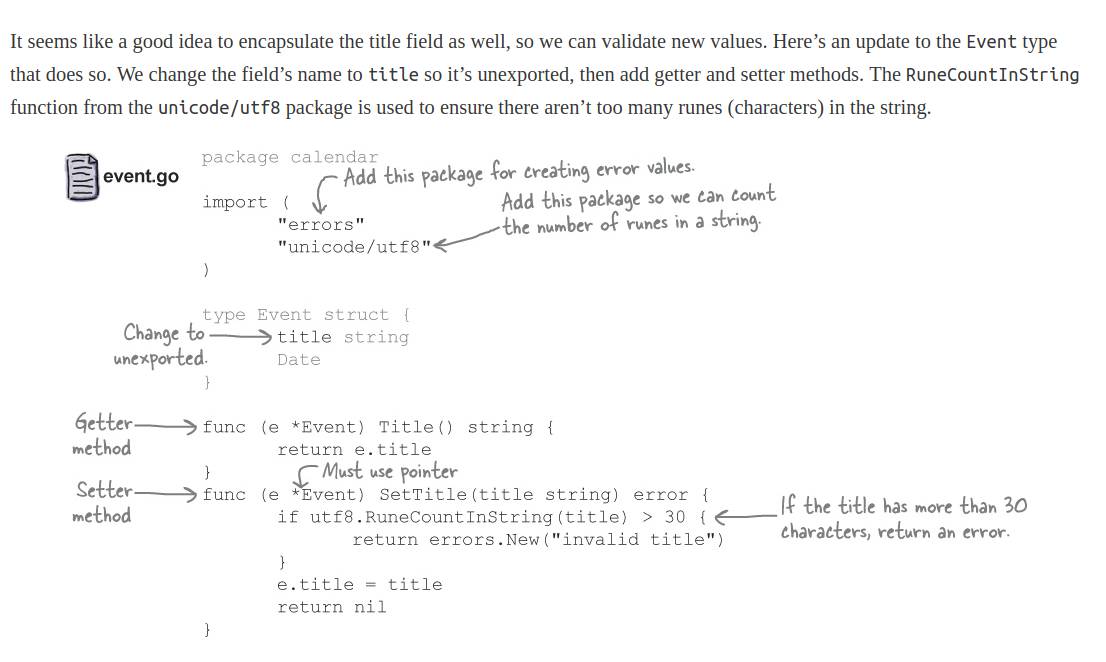 It seems like a good idea to encapsulate the title field as well, so we can validate new values. Here’s an update to the Event type
that does so. We change the field’s name to title so it’s unexported, then add getter and setter methods. The RuneCountInString
function from the unicode/utf8 package is used to ensure there aren’t too many runes (characters) in the string.
event.go
package calendar
Add this package for creating error values.
import (
Add this package so we can count
the number of runes in a string.
"errors"
"unicode/utf8"
)
type Event struct {
Change to
unexported.
title string
Date
}
Getter
method
func (e *Event) Title() string {
return e.title
}
Must use pointer
Setter
method
func (e *Event) SetTitle(title string) error {
if utf8.RuneCountInString(title) > 30 {
If the title has more than 30
characters, return an error.
return errors.New("invalid title")
}
e.title = title
return nil
}